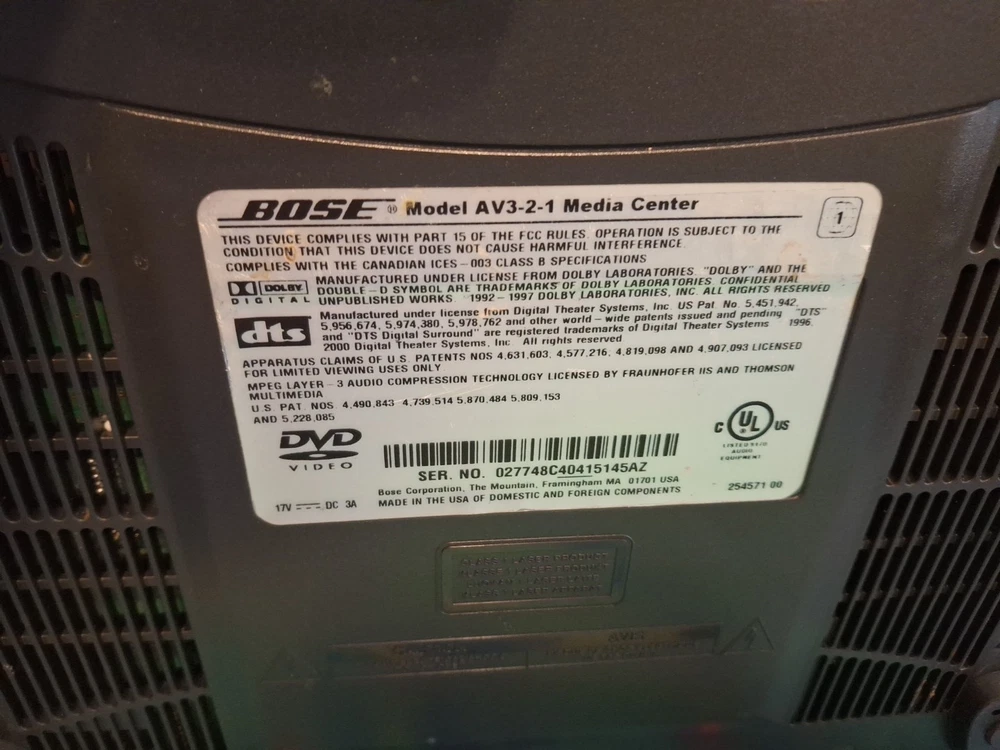 BOSE ® Model AV3-2-1 Media Center
1
THIS DEVICE COMPLIES WITH PART 15 OF THE FCC RULES. OPERATION IS SUBJECT TO THE
CONDITION THAT THIS DEVICE DOES NOT CAUSE HARMFUL INTERFERENCE.
COMPLIES WITH THE CANADIAN ICES-003 CLASS B SPECIFICATIONS
DOLBY
DIGITAL
MANUFACTURED UNDER LICENSE FROM DOLBY LABORATORIES. "DOLBY" AND THE
DOUBLE-D SYMBOL ARE TRADEMARKS OF DOLBY LABORATORIES. CONFIDENTIAL
UNPUBLISHED WORKS. 1992-1997 DOLBY LABORATORIES, INC. ALL RIGHTS RESERVED
dts
Manufactured under license from Digital Theater Systems, Inc. US Pat. No. 5,451,942,
5,956,674, 5,974,380, 5,978,762 and other world-wide patents issued and pending. "DTS"
and "DTS Digital Surround" are registered trademarks of Digital Theater Systems 1996,
2000 Digital Theater Systems, Inc. All rights reserved
APPARATUS CLAIMS OF U.S. PATENTS NOS 4,631,603, 4,577,216, 4,819,098 AND 4,907,093 LICENSED
FOR LIMITED VIEWING USES ONLY
MPEG LAYER-3 AUDIO COMPRESSION TECHNOLOGY LICENSED BY FRAUNHOFER IIS AND THOMSON
MULTIMEDIA
U.S. PAT. NOS. 4,490,843 4,739,514 5,870,484 5,809,153
AND 5,228,085
DVD
VIDEO
SER. NO. 027748C40415145AZ
C UL US
LISTED
AUDIO
EQUIPMENT
Bose Corporation, The Mountain, Framingham MA 01701 USA
17V DC 3A
MADE IN THE USA OF DOMESTIC AND FOREIGN COMPONENTS
254571 00
CLASS 1 LASER PRODUCT